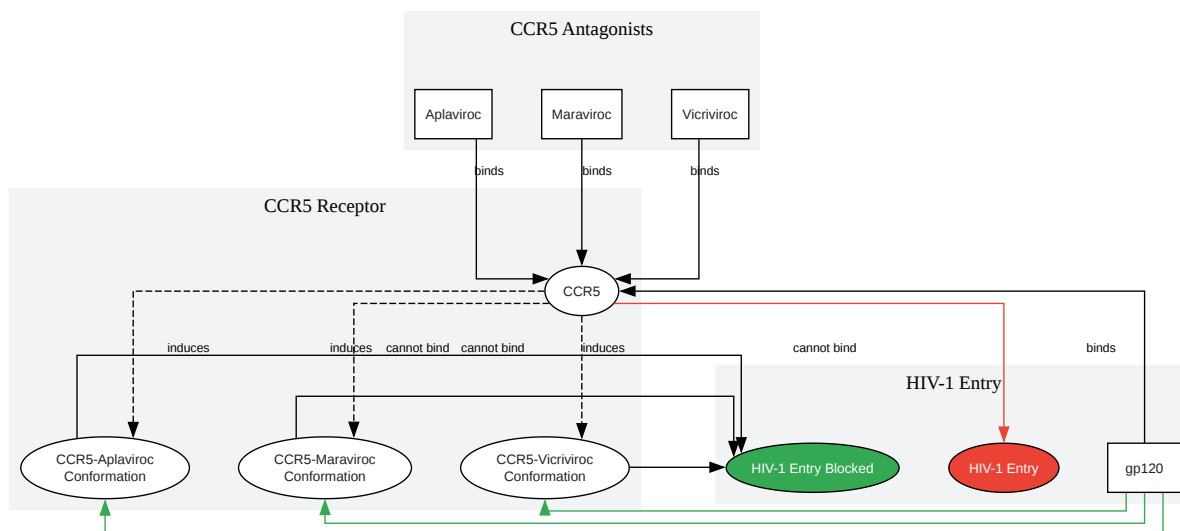 CCR5 Antagonists
Aplaviroc
Maraviroc
Vicriviroc
binds
binds
binds
CCR5 Receptor
CCR5
induces
induces
cannot bind
cannot bind
induces
cannot bind
binds
HIV-1 Entry
CCR5-Aplaviroc
Conformation
CCR5-Maraviroc
Conformation
CCR5-Vicriviroc
Conformation
HIV-1 Entry Blocked
HIV-1 Entry
gp120